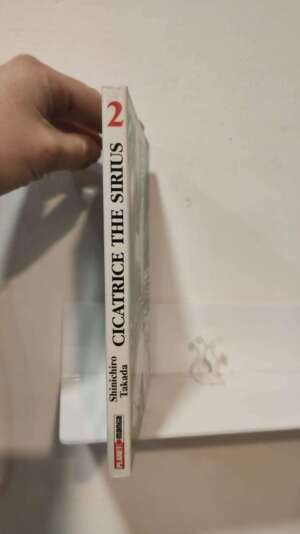 2
CICATRICE THE SIRIUS
Shinichiro
Takada
PLANET MANGA